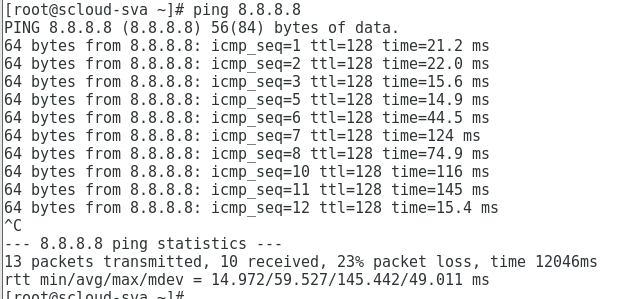 [root@scloud-sva ~]# ping 8.8.8.8
PING 8.8.8.8 (8.8.8.8) 56(84) bytes of data.
64 bytes from 8.8.8.8: icmp_seq=1 ttl=128 time=21.2 ms
64 bytes from 8.8.8.8: icmp_seq=2 ttl=128 time=22.0 ms
64 bytes from 8.8.8.8: icmp_seq=3 ttl=128 time=15.6 ms
64 bytes from 8.8.8.8: icmp_seq=5 ttl=128 time=14.9 ms
64 bytes from 8.8.8.8: icmp_seq=6 ttl=128 time=44.5 ms
64 bytes from 8.8.8.8: icmp_seq=7 ttl=128 time=124 ms
64 bytes from 8.8.8.8: icmp_seq=8 ttl=128 time=74.9 ms
64 bytes from 8.8.8.8: icmp_seq=10 ttl=128 time=116 ms
64 bytes from 8.8.8.8: icmp_seq=11 ttl=128 time=145 ms
64 bytes from 8.8.8.8: icmp_seq=12 ttl=128 time=15.4 ms
^C
--- 8.8.8.8 ping statistics ---
13 packets transmitted, 10 received, 23% packet loss, time 12046ms
rtt min/avg/max/mdev = 14.972/59.527/145.442/49.011 ms
[root@scloud-sva ~]#